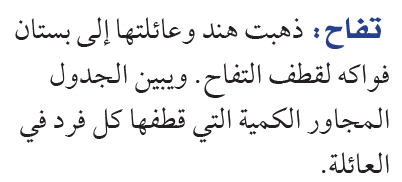 تفاح: ذهبت هند وعائلتها إلى بستان
فواكه لقطف التفاح. ويبين الجدول
المجاور الكمية التي قطفها كل فرد في
العائلة.